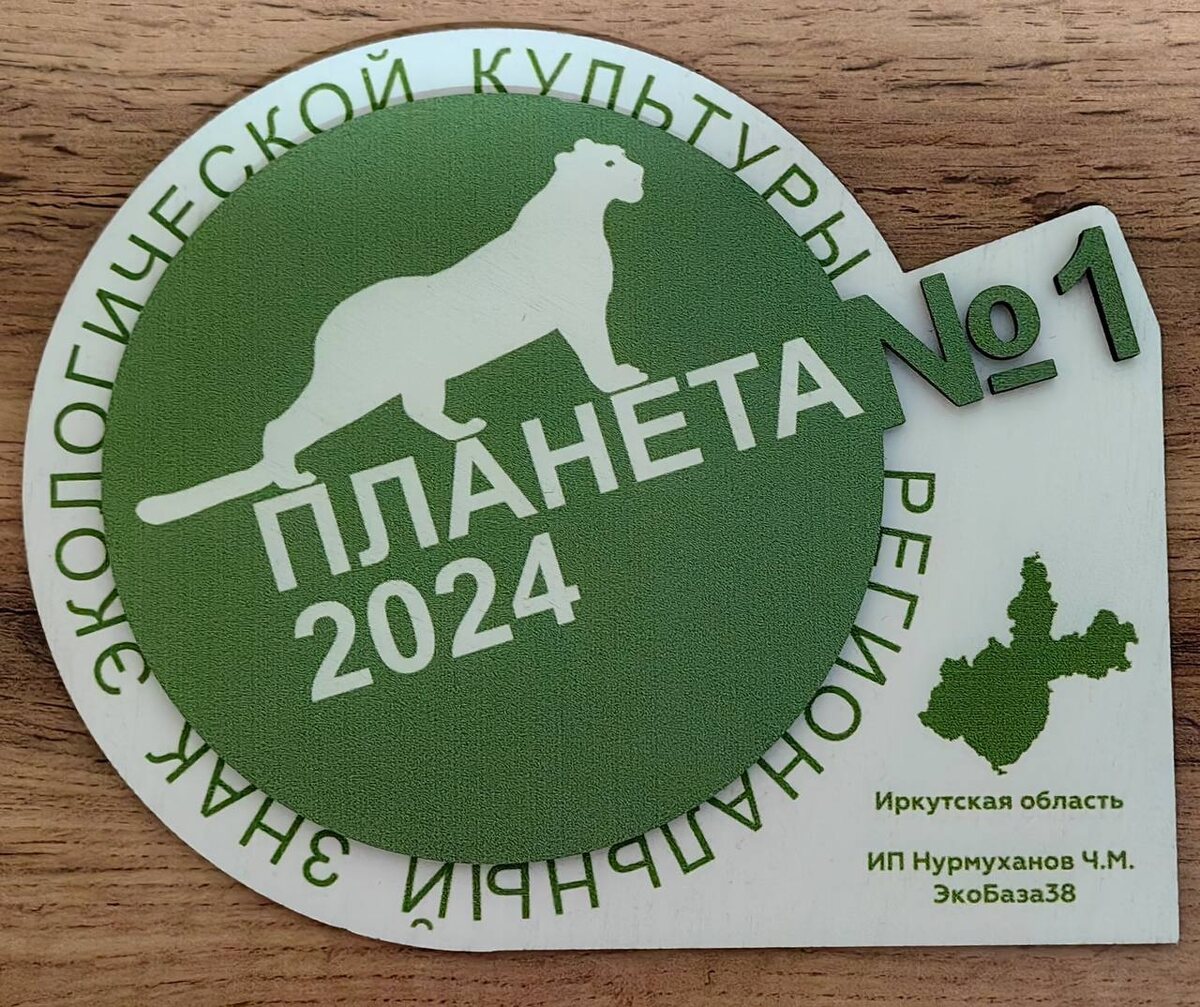 РЕГИОНАЛЬНЫЙ ЗНАК ЭКОЛОГИЧЕСКОЙ КУЛЬТУРЫ
ПЛАНЕТА №1
2024
Иркутская область
ИП Нурмуханов Ч.М.
ЭкоБаза38